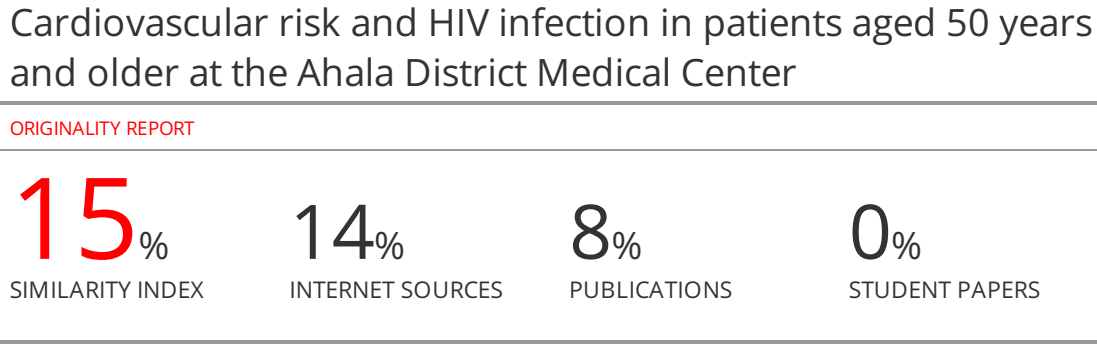 Cardiovascular risk and HIV infection in patients aged 50 years
and older at the Ahala District Medical Center
ORIGINALITY REPORT
15% 14% 8% 0%
SIMILARITY INDEX INTERNET SOURCES PUBLICATIONS STUDENT PAPERS